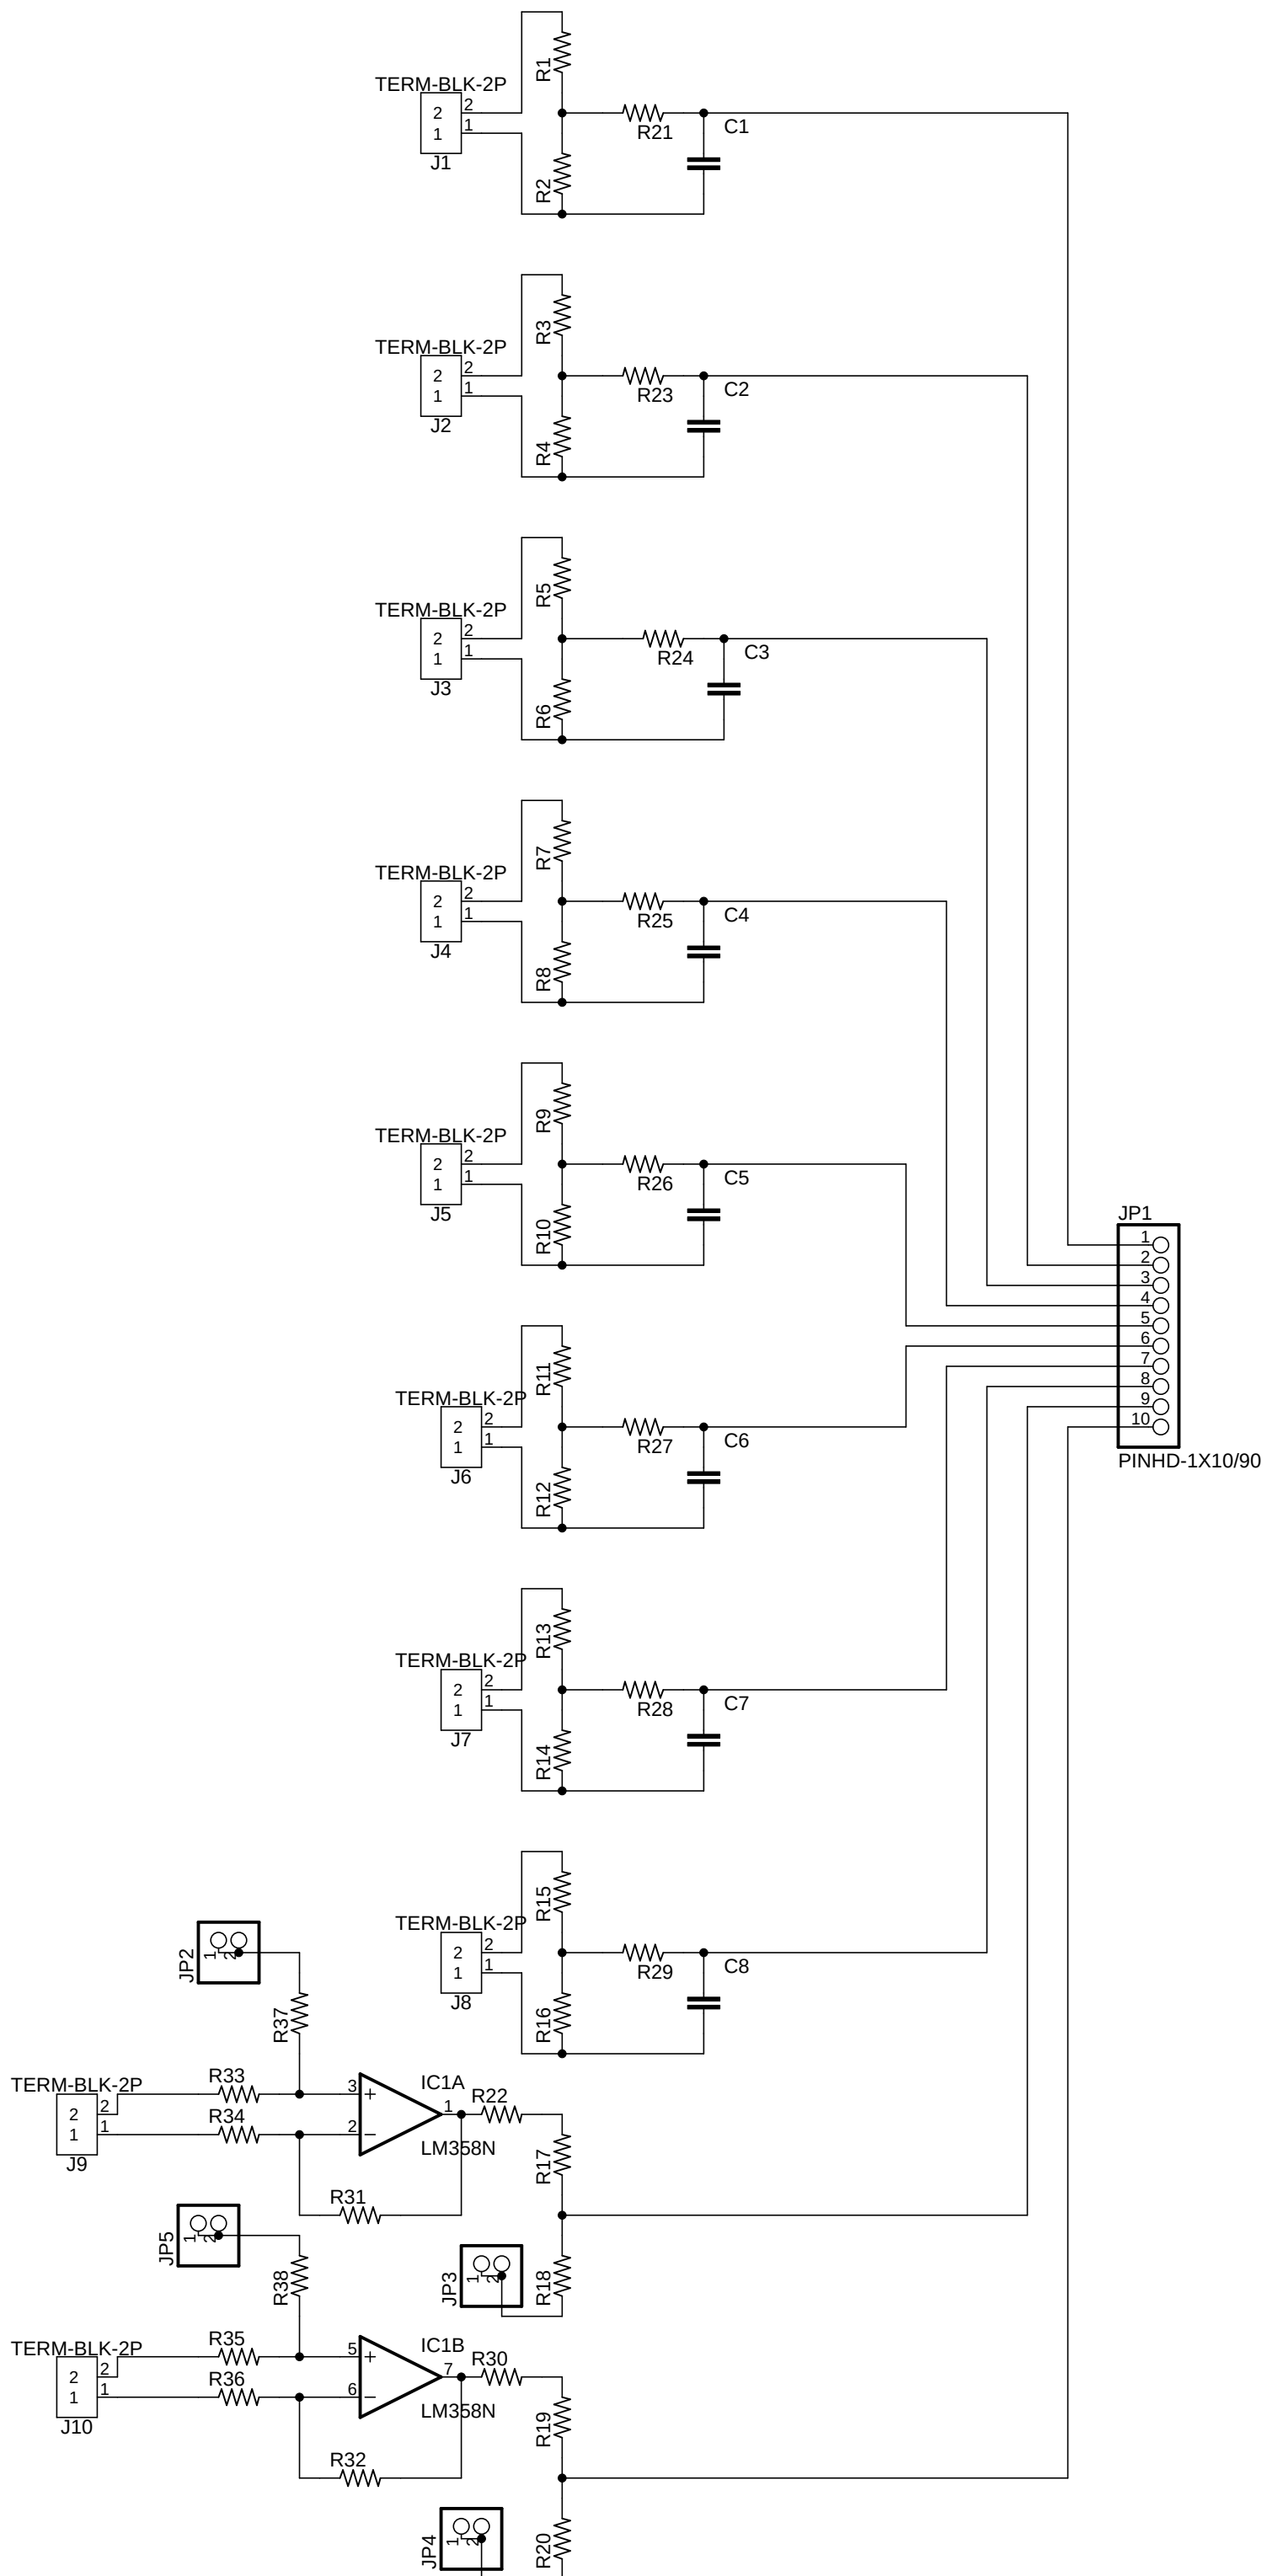 R1
TERM-BLK-2P
2 2
1 1
J1
R21
C1
R2
R3
TERM-BLK-2P
2 2
1 1
J2
R23
C2
R4
R5
TERM-BLK-2P
2 2
1 1
J3
R24
C3
R6
R7
TERM-BLK-2P
2 2
1 1
J4
R25
C4
R8
R9
TERM-BLK-2P
2 2
1 1
J5
R26
C5
R10
JP1
1
2
3
4
5
6
7
8
9
10
PINHD-1X10/90
R11
TERM-BLK-2P
2 2
1 1
J6
R27
C6
R12
R13
TERM-BLK-2P
2 2
1 1
J7
R28
C7
R14
R15
TERM-BLK-2P
2 2
1 1
J8
R29
C8
R16
JP2
1
2
R37
TERM-BLK-2P
2 2
1 1
J9
R33
R34
3
+
2
−
IC1A
1
LM358N
R22
R17
R31
JP5
1
2
R38
JP3
1
2
R18
TERM-BLK-2P
2 2
1 1
J10
R35
R36
5
+
6
−
IC1B
7
LM358N
R30
R19
R32
JP4
1
2
R20